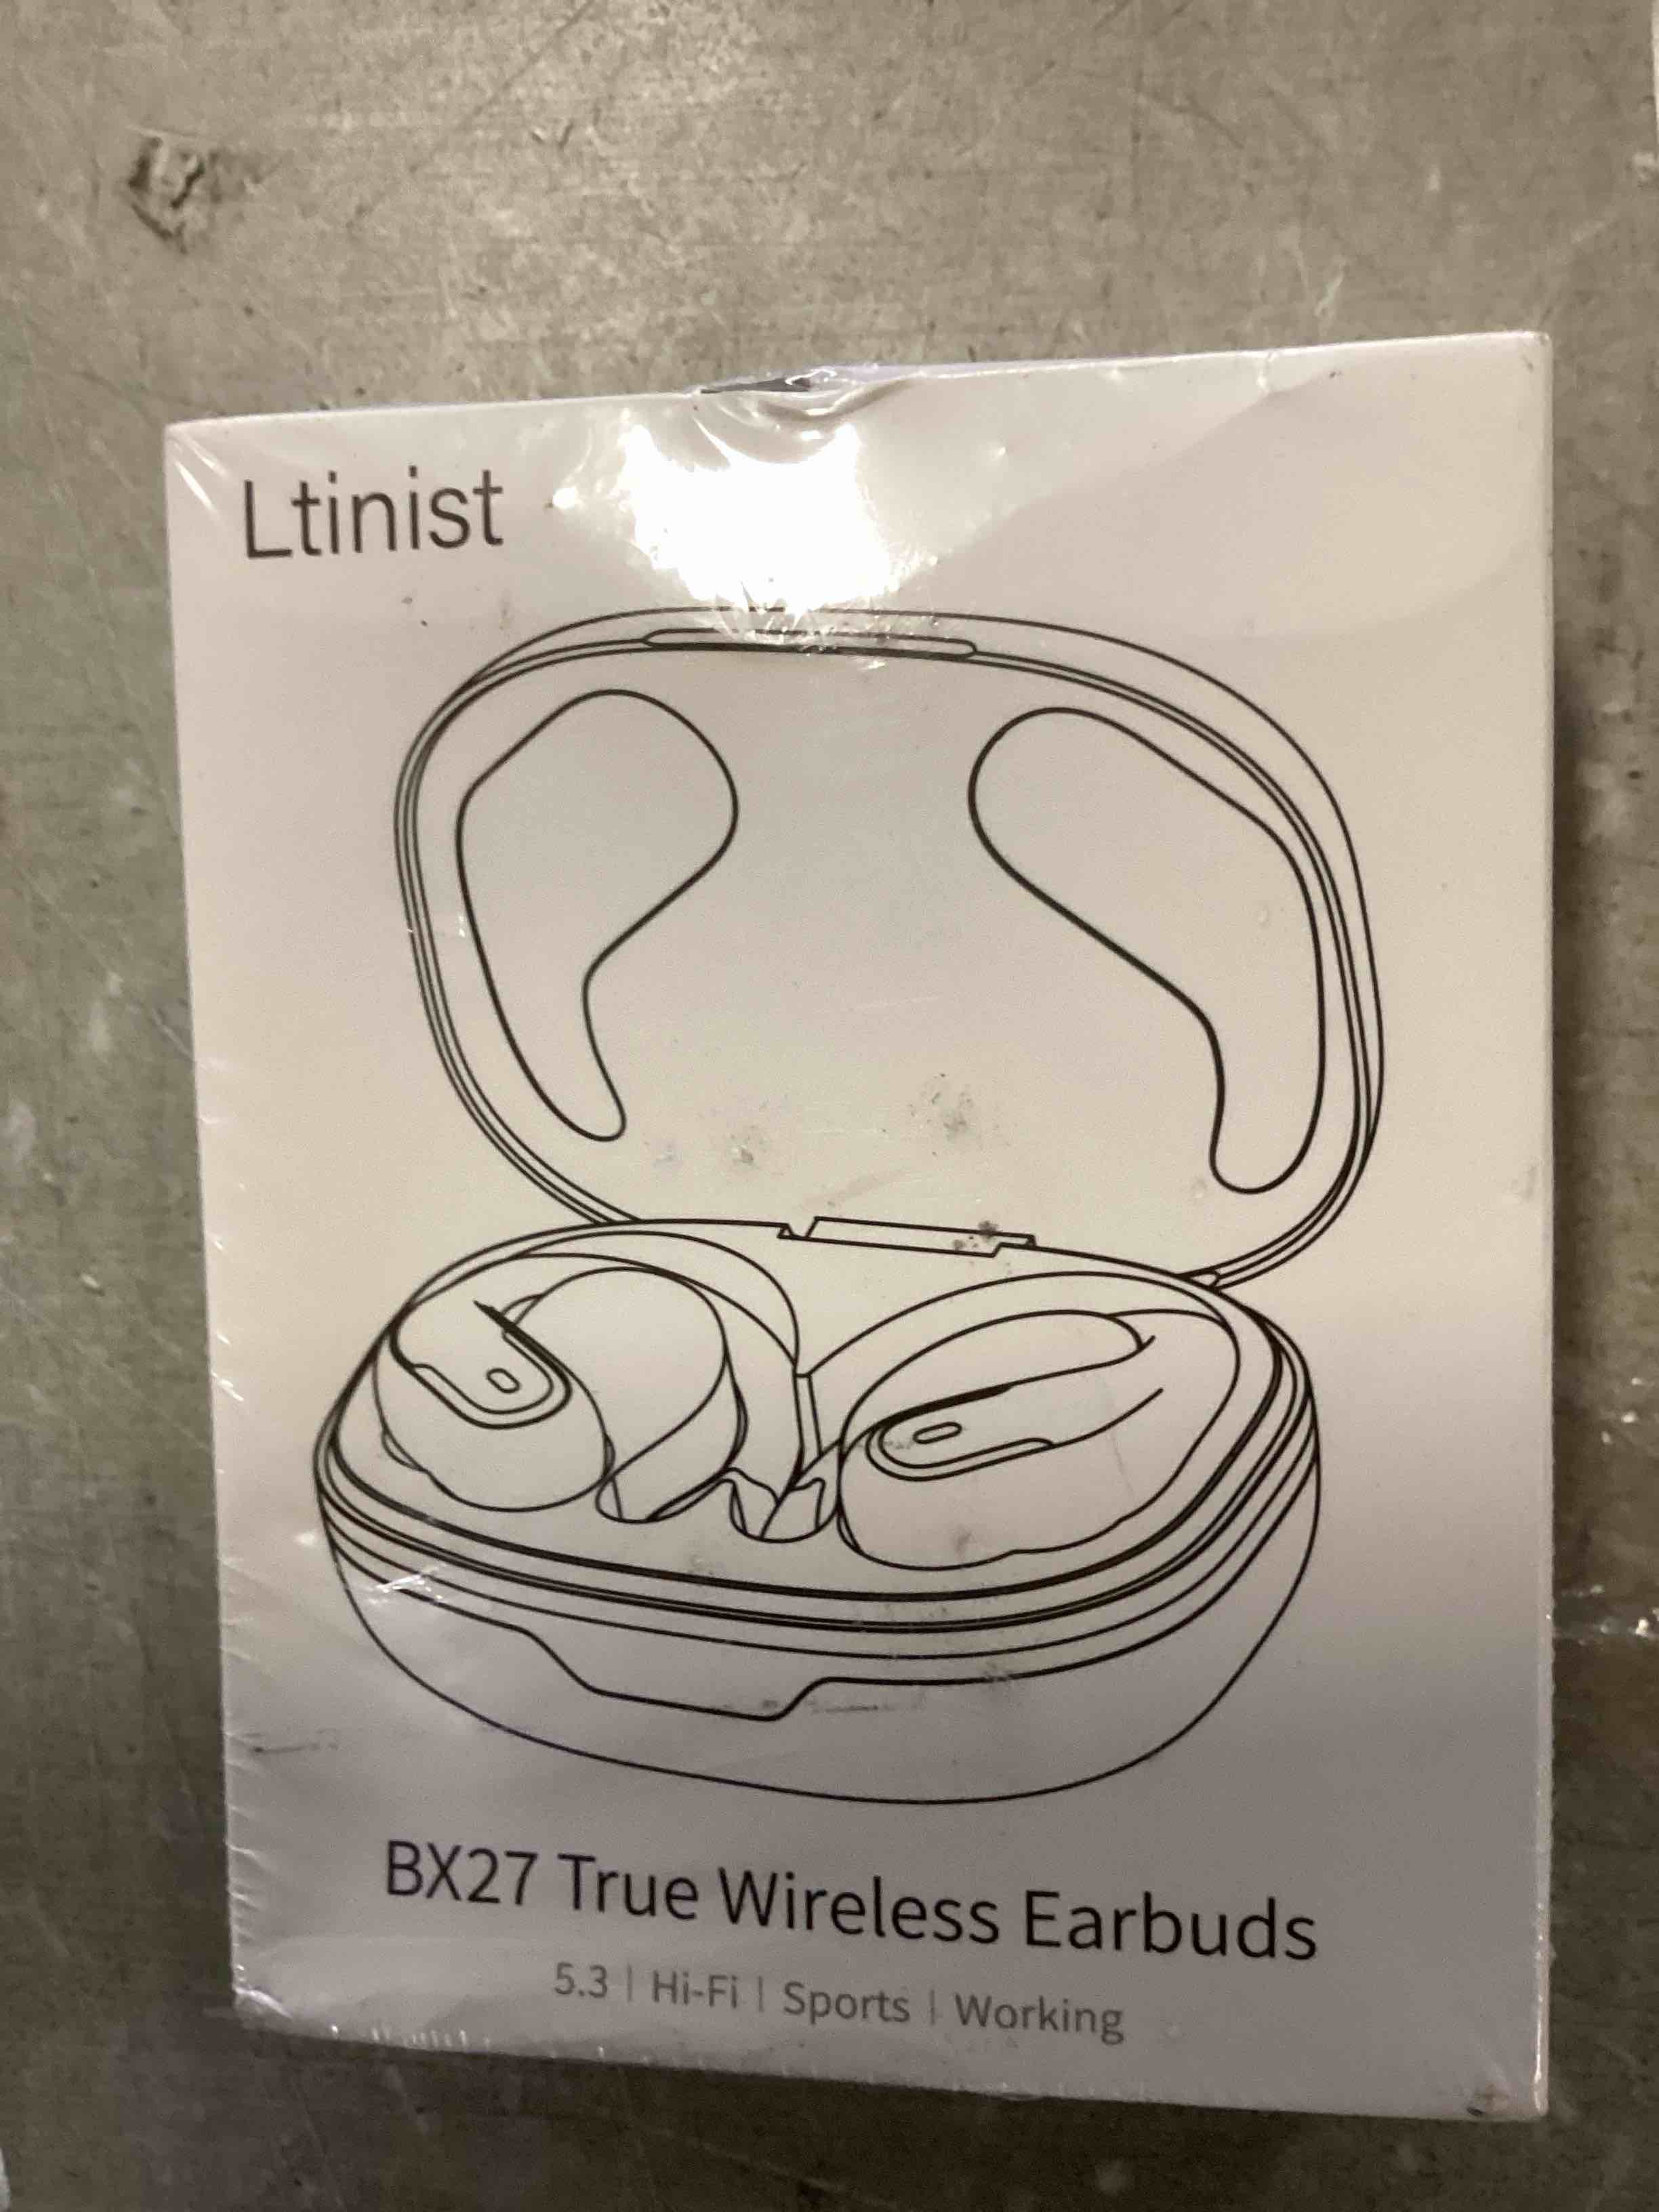 Ltinist
BX27 True Wireless Earbuds
5.3 | Hi-Fi | Sports | Working